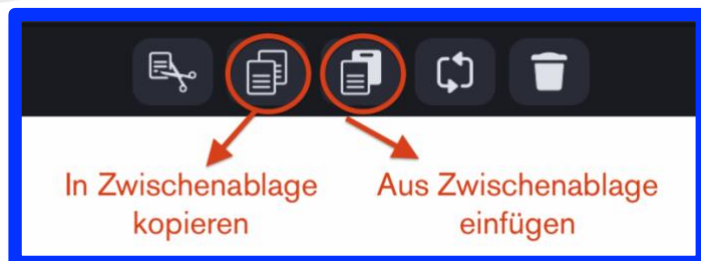 In Zwischenablage
kopieren
Aus Zwischenablage
einfügen